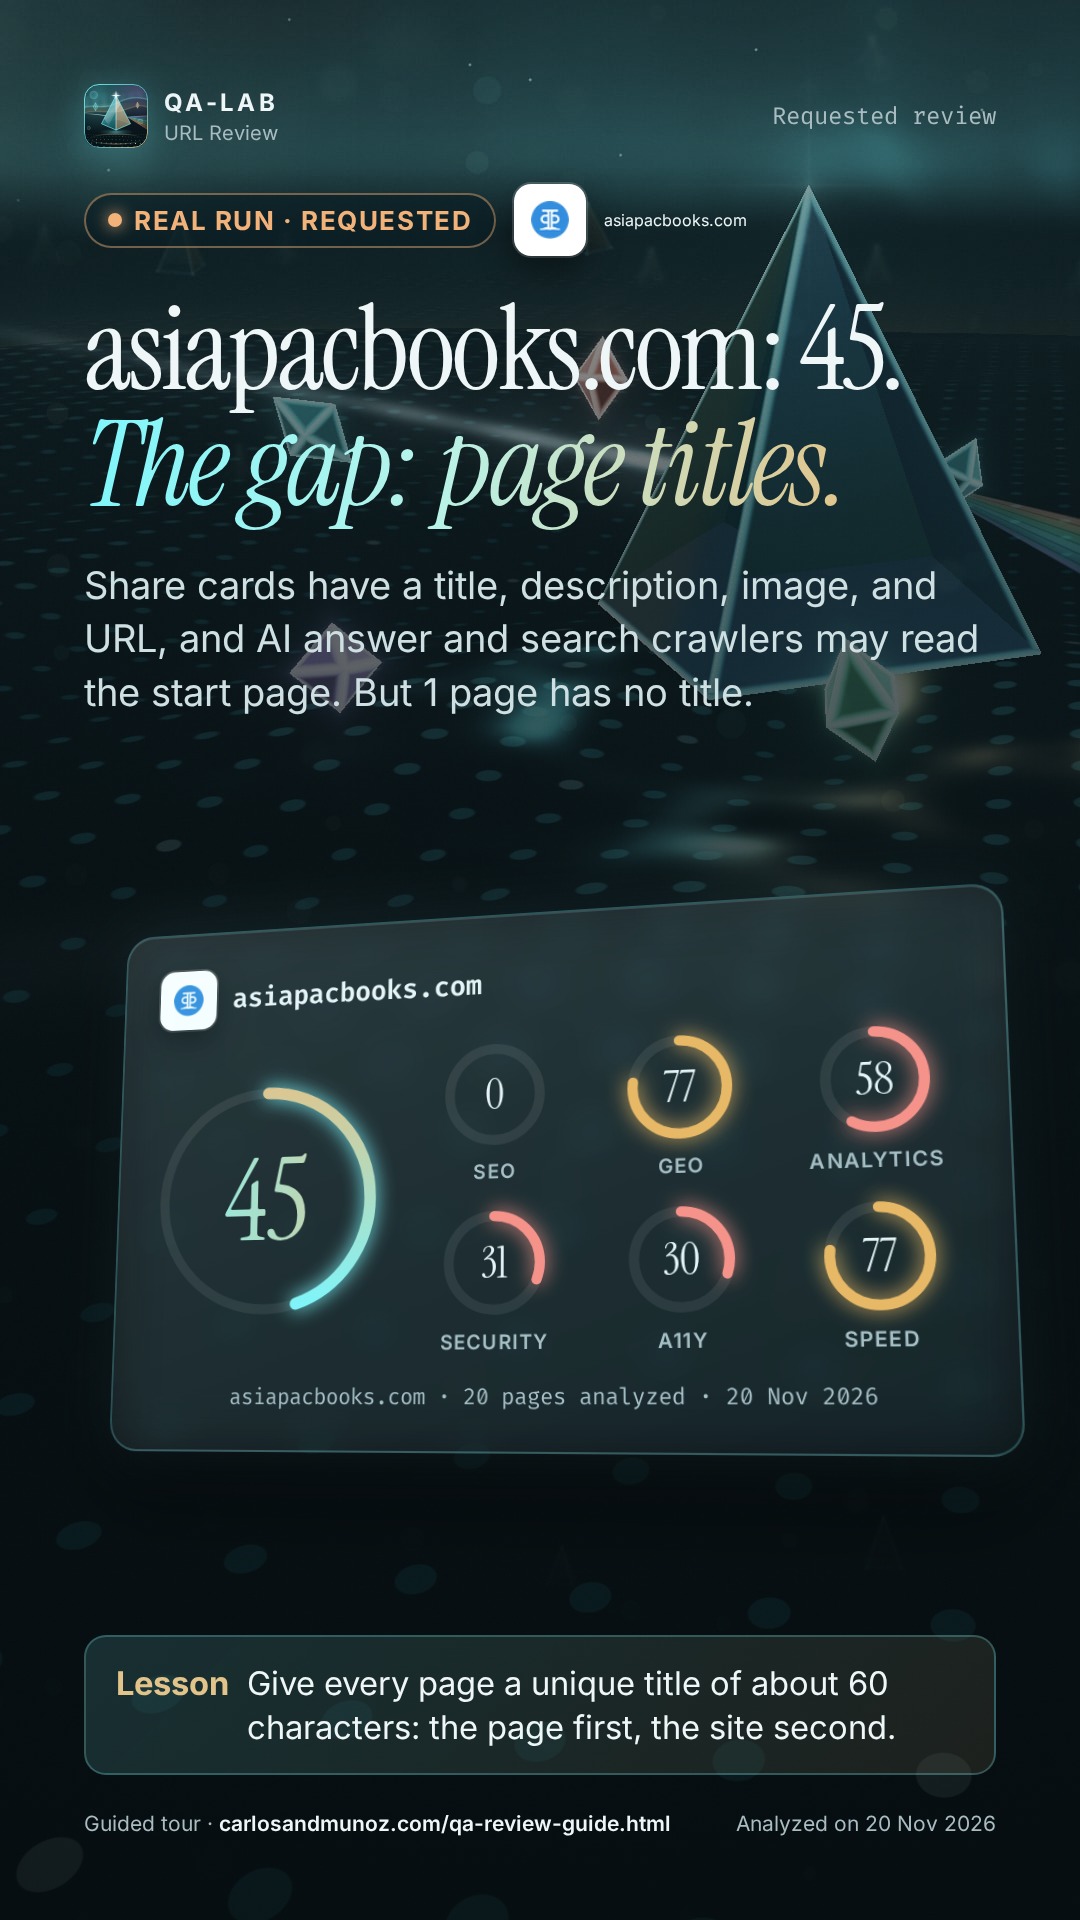 QA-LAB
URL Review
Requested review
REAL RUN · REQUESTED
asiapacbooks.com
asiapacbooks.com: 45.
The gap: page titles.
Share cards have a title, description, image, and
URL, and AI answer and search crawlers may read
the start page. But 1 page has no title.
asiapacbooks.com
45
0
SEO
77
GEO
58
ANALYTICS
31
SECURITY
30
A11Y
77
SPEED
asiapacbooks.com · 20 pages analyzed · 20 Nov 2026
Lesson Give every page a unique title of about 60
characters: the page first, the site second.
Guided tour · carlosandmunoz.com/qa-review-guide.html
Analyzed on 20 Nov 2026